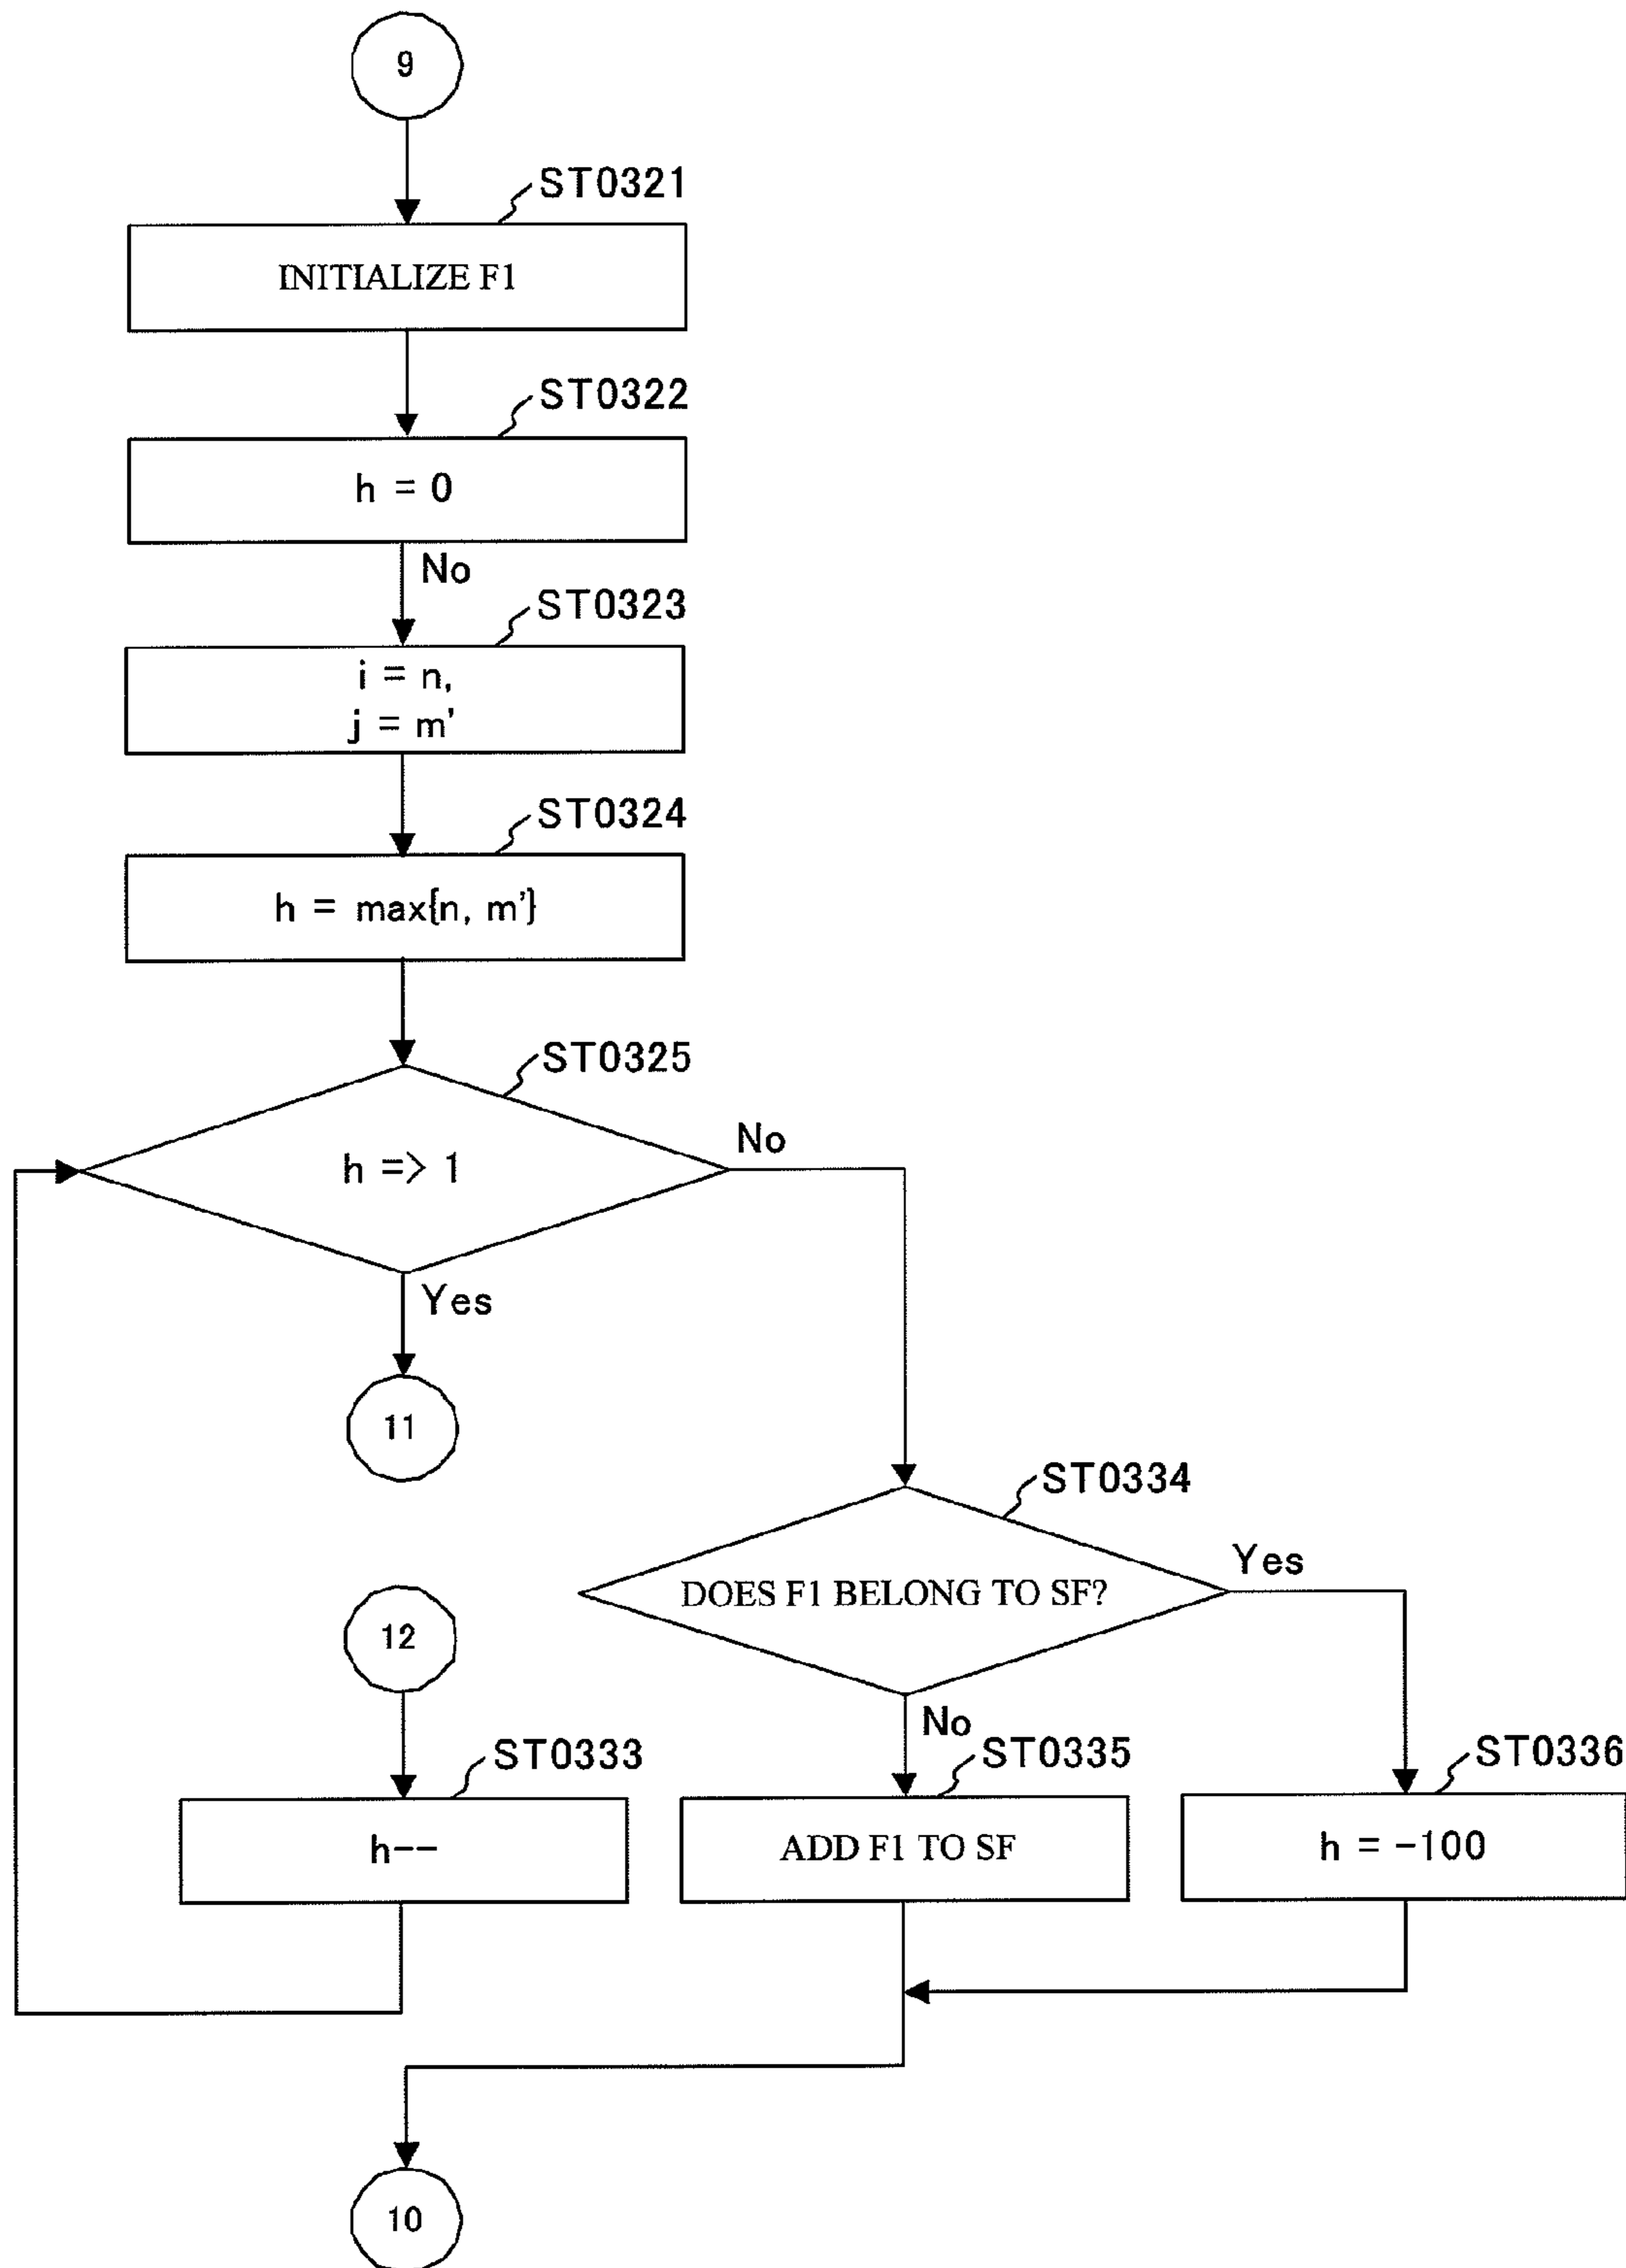 9
ST0321
INITIALIZE F1
ST0322
h = 0
No
ST0323
i = n,
j = m'
ST0324
h = max{n, m'}
ST0325
h => 1
No
Yes
11
ST0334
DOES F1 BELONG TO SF?
Yes
12
No
ST0333
ST0335
ST0336
h--
ADD F1 TO SF
h = -100
10